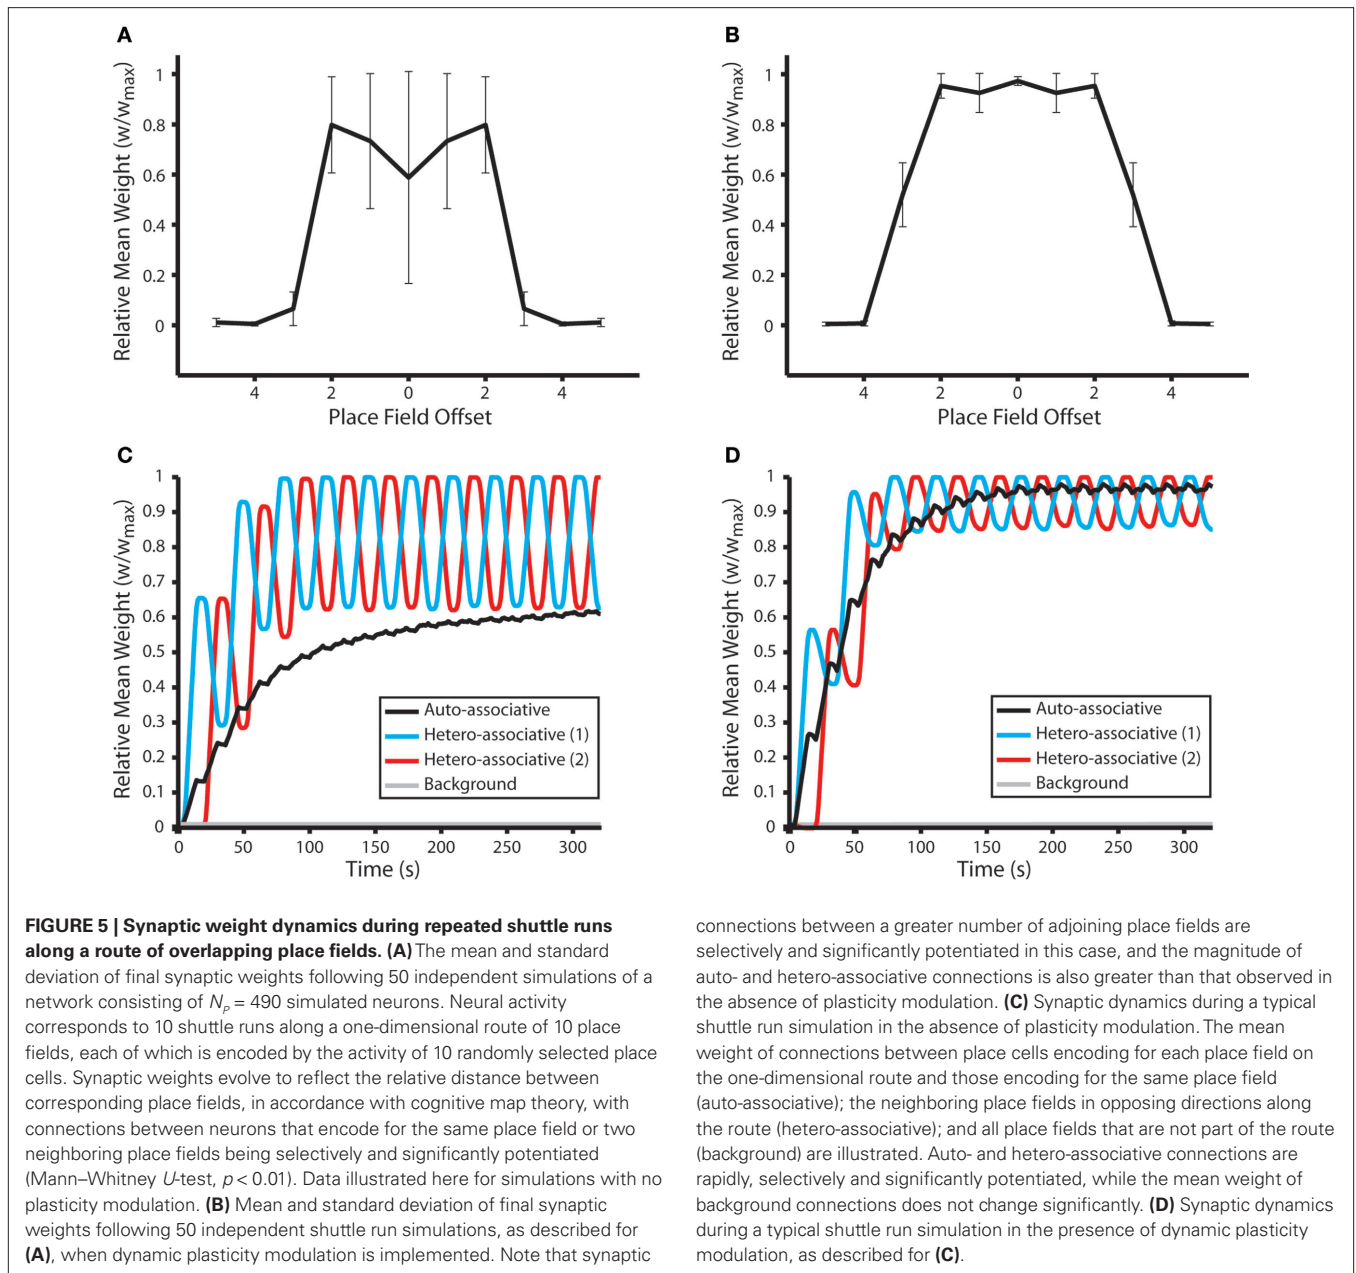 A
Relative Mean Weight (w/wmax)
1
0.8
0.6
0.4
0.2
0
4
2
0
2
4
Place Field Offset
B
Relative Mean Weight (w/wmax)
1
0.8
0.6
0.4
0.2
0
4
2
0
2
4
Place Field Offset
C
Relative Mean Weight (w/wmax)
1
0.9
0.8
0.7
0.6
0.5
0.4
0.3
0.2
0.1
0
0
50
100
150
200
250
300
Time (s)
Auto-associative
Hetero-associative (1)
Hetero-associative (2)
Background
D
Relative Mean Weight (w/wmax)
1
0.9
0.8
0.7
0.6
0.5
0.4
0.3
0.2
0.1
0
0
50
100
150
200
250
300
Time (s)
Auto-associative
Hetero-associative (1)
Hetero-associative (2)
Background
FIGURE 5 | Synaptic weight dynamics during repeated shuttle runs
along a route of overlapping place fields. (A) The mean and standard
deviation of final synaptic weights following 50 independent simulations of a
network consisting of NP = 490 simulated neurons. Neural activity
corresponds to 10 shuttle runs along a one-dimensional route of 10 place
fields, each of which is encoded by the activity of 10 randomly selected place
cells. Synaptic weights evolve to reflect the relative distance between
corresponding place fields, in accordance with cognitive map theory, with
connections between neurons that encode for the same place field or two
neighboring place fields being selectively and significantly potentiated
(Mann–Whitney U-test, p < 0.01). Data illustrated here for simulations with no
plasticity modulation. (B) Mean and standard deviation of final synaptic
weights following 50 independent shuttle run simulations, as described for
(A), when dynamic plasticity modulation is implemented. Note that synaptic
connections between a greater number of adjoining place fields are
selectively and significantly potentiated in this case, and the magnitude of
auto- and hetero-associative connections is also greater than that observed in
the absence of plasticity modulation. (C) Synaptic dynamics during a typical
shuttle run simulation in the absence of plasticity modulation. The mean
weight of connections between place cells encoding for each place field on
the one-dimensional route and those encoding for the same place field
(auto-associative); the neighboring place fields in opposing directions along
the route (hetero-associative); and all place fields that are not part of the route
(background) are illustrated. Auto- and hetero-associative connections are
rapidly, selectively and significantly potentiated, while the mean weight of
background connections does not change significantly. (D) Synaptic dynamics
during a typical shuttle run simulation in the presence of dynamic plasticity
modulation, as described for (C).